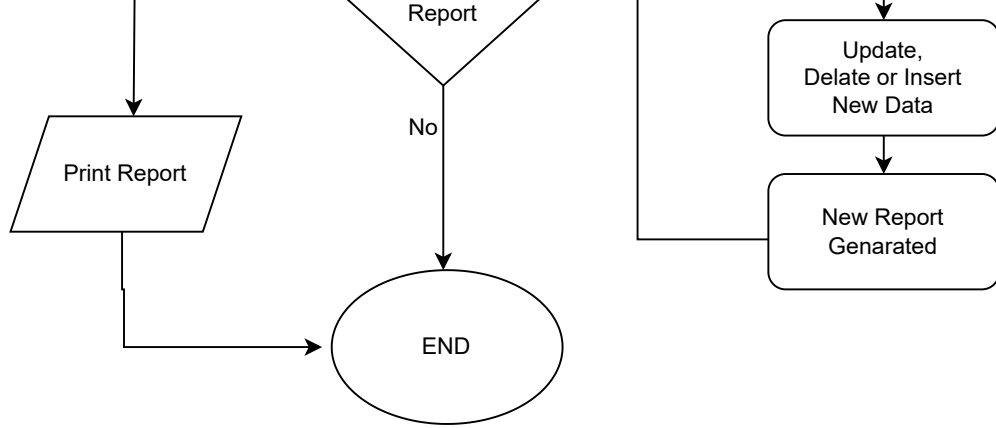 Report
Update,
Delate or Insert
New Data
No
Print Report
New Report
Genarated
END